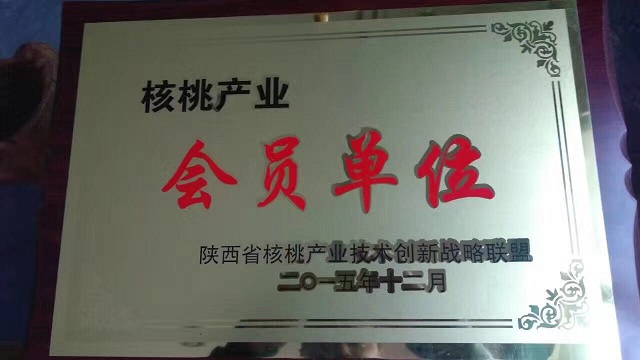 核桃产业
会员单位
陕西省核桃产业技术创新战略联盟
二〇一五年十二月